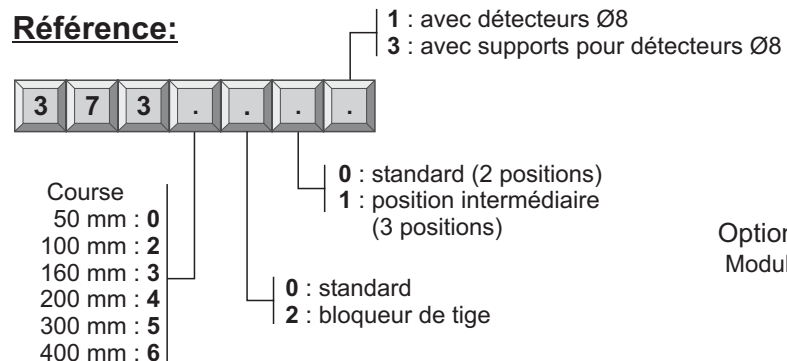 Référence:
1 : avec détecteurs Ø8
3 : avec supports pour détecteurs Ø8
3 7 3 . . . .
0 : standard (2 positions)
1 : position intermédiaire
(3 positions)
Course
50 mm : 0
100 mm : 2
160 mm : 3
200 mm : 4
300 mm : 5
400 mm : 6
0 : standard
2 : bloqueur de tige
Option
Modul